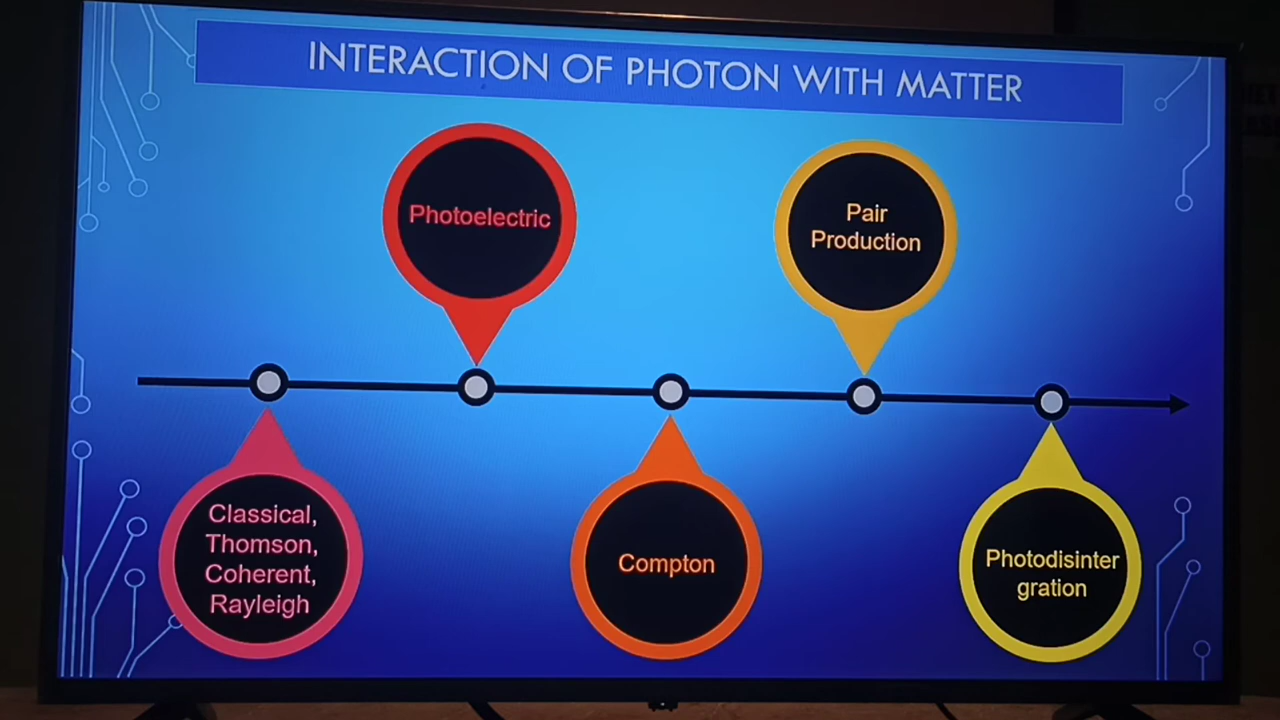 INTERACTION OF PHOTON WITH MATTER
Photoelectric
Pair
Production
Classical,
Thomson,
Coherent,
Rayleigh
Compton
Photodisinter
gration